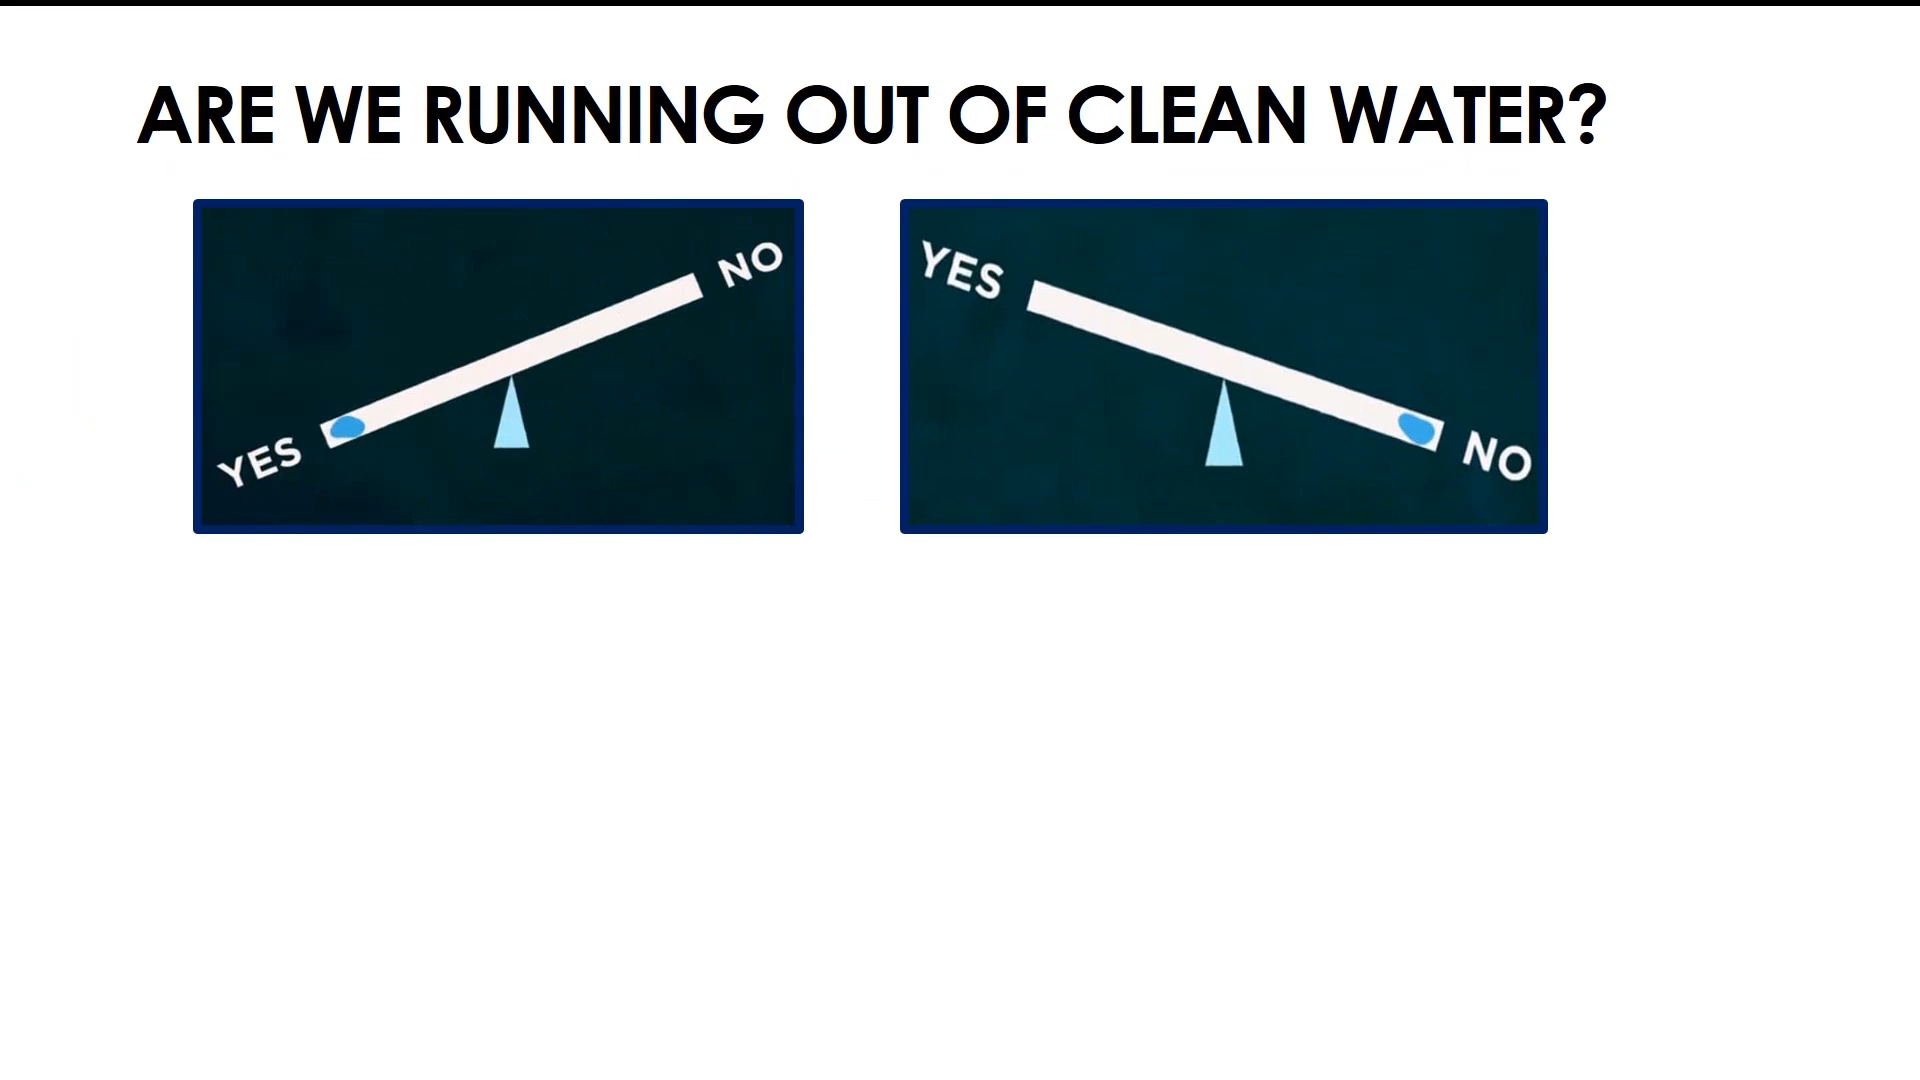 ARE WE RUNNING OUT OF CLEAN WATER?
YES
NO
YES
NO